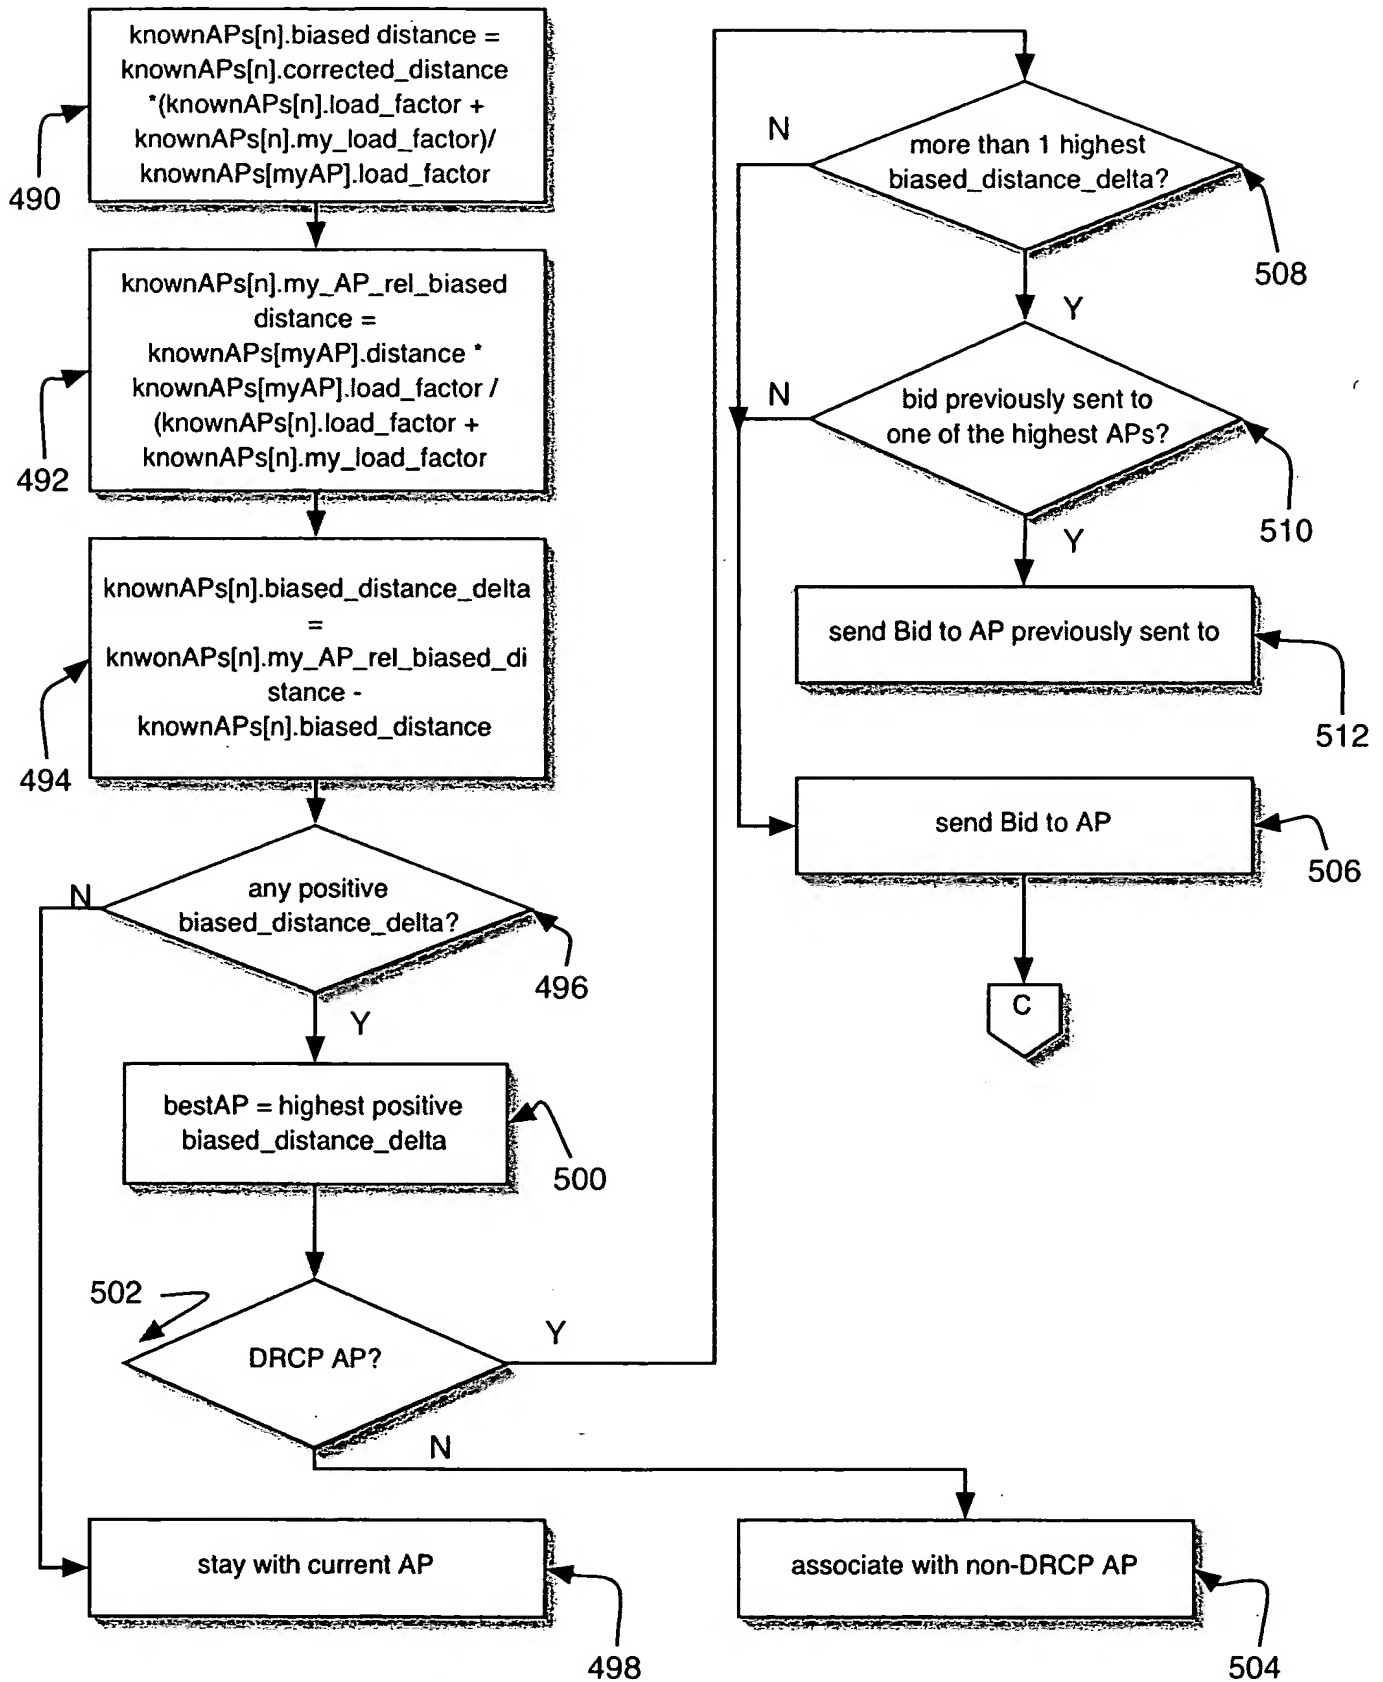 knownAPs[n].biased distance =
knownAPs[n].corrected_distance
*(knownAPs[n].load_factor +
knownAPs[n].my_load_factor)/
knownAPs[myAP].load_factor
490
knownAPs[n].my_AP_rel_biased
distance =
knownAPs[myAP].distance *
knownAPs[myAP].load_factor /
(knownAPs[n].load_factor +
knownAPs[n].my_load_factor
492
knownAPs[n].biased_distance_delta
=
knwonAPs[n].my_AP_rel_biased_di
stance -
knownAPs[n].biased_distance
494
any positive
biased_distance_delta?
N
496
Y
bestAP = highest positive
biased_distance_delta
500
502
DRCP AP?
Y
N
stay with current AP
498
associate with non-DRCP AP
504
more than 1 highest
biased_distance_delta?
N
508
Y
bid previously sent to
one of the highest APs?
N
510
Y
send Bid to AP previously sent to
512
send Bid to AP
506
C